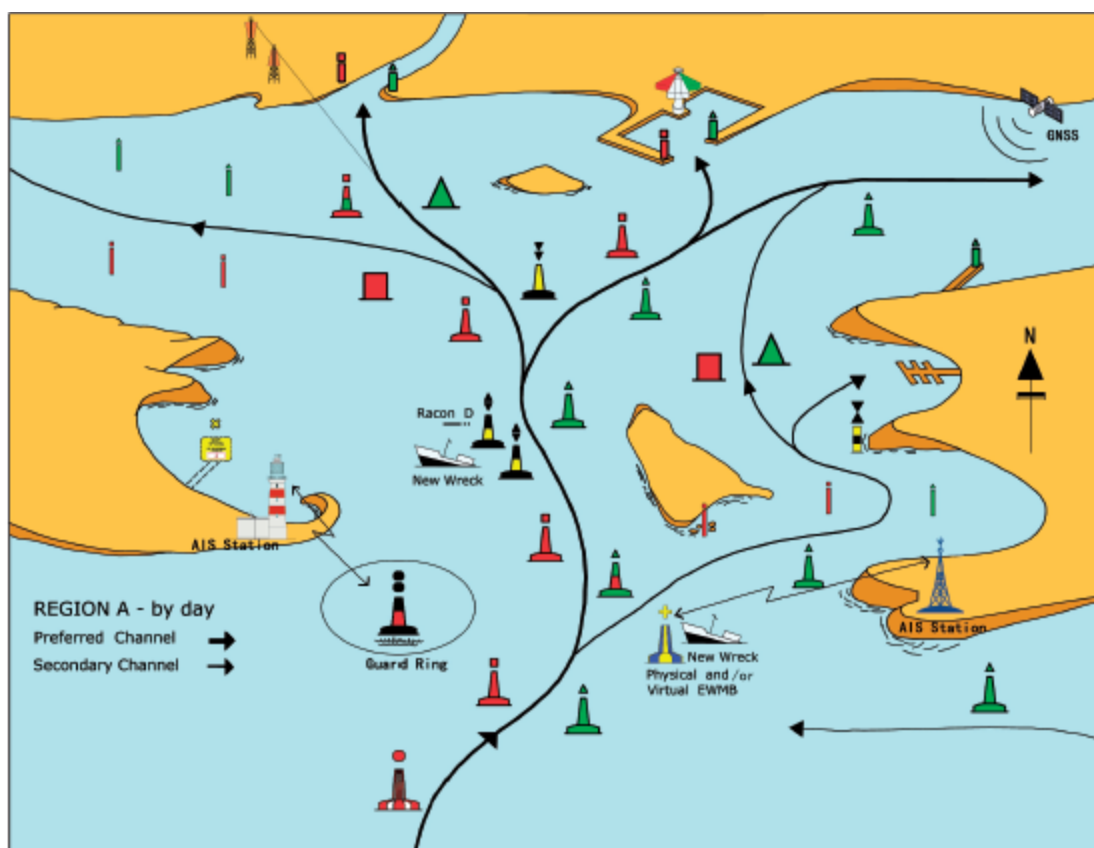 GNSS
N
Racon D
New Wreck
AIS Station
REGION A - by day
Preferred Channel
Secondary Channel
Guard Ring
New Wreck
Physical and /or
Virtual EWMB
AIS Station